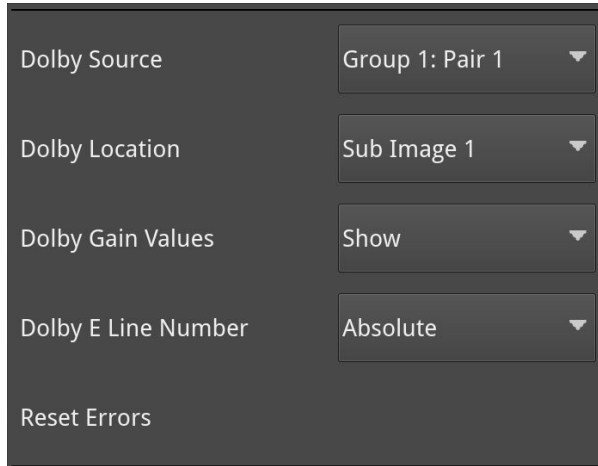 Dolby Source Group 1: Pair 1
Dolby Location Sub Image 1
Dolby Gain Values Show
Dolby E Line Number Absolute
Reset Errors